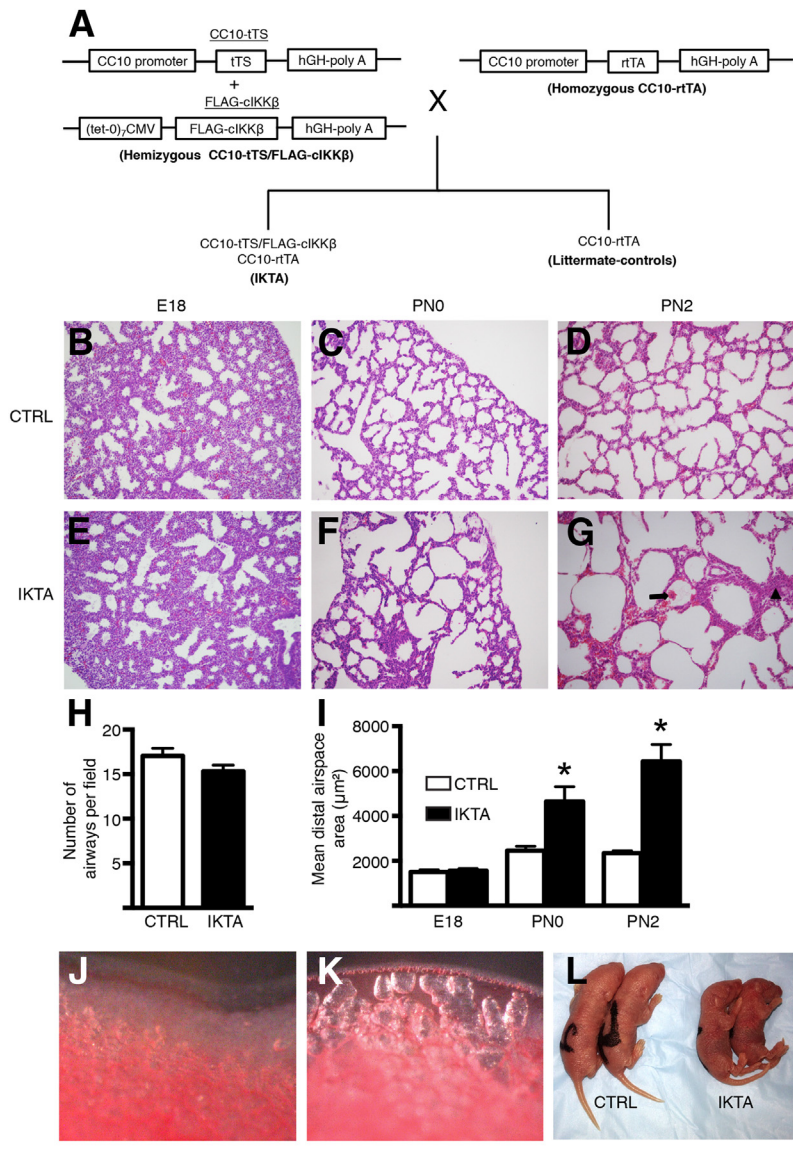 A
CC10-tTS
CC10 promoter tTS hGH-poly A
+
FLAG-cIKKβ
(tet-0)₇CMV FLAG-cIKKβ hGH-poly A
(Hemizygous CC10-tTS/FLAG-cIKKβ)
X
CC10 promoter rtTA hGH-poly A
(Homozygous CC10-rtTA)
CC10-tTS/FLAG-cIKKβ
CC10-rtTA
(IKTA)
CC10-rtTA
(Littermate-controls)
E18 PN0 PN2
CTRL
B C D
IKTA
E F G
H
Number of
airways per field
20
15
10
5
CTRL IKTA
I
Mean distal airspace
area (µm²)
8000
6000
4000
2000
CTRL
IKTA
* *
E18 PN0 PN2
J K L
CTRL IKTA